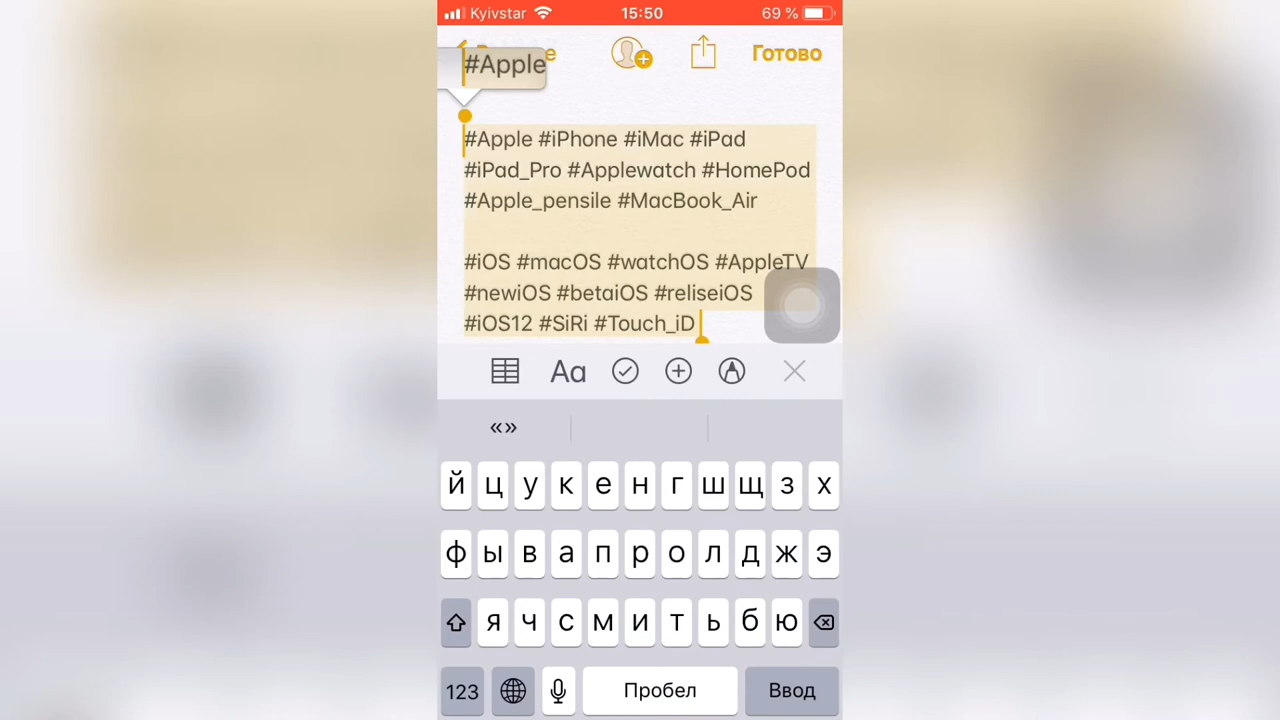 Kyivstar 15:50 69 %
Готово
#Apple
#Apple #iPhone #iMac #iPad
#iPad_Pro #Applewatch #HomePod
#Apple_pensile #MacBook_Air
#iOS #macOS #watchOS #AppleTV
#newiOS #betaiOS #reliseiOS
#iOS12 #SiRi #Touch_iD
Aa
«»
й ц у к е н г ш щ з х
ф ы в а п р о л д ж э
я ч с м и т ь б ю
123 Пробел Ввод